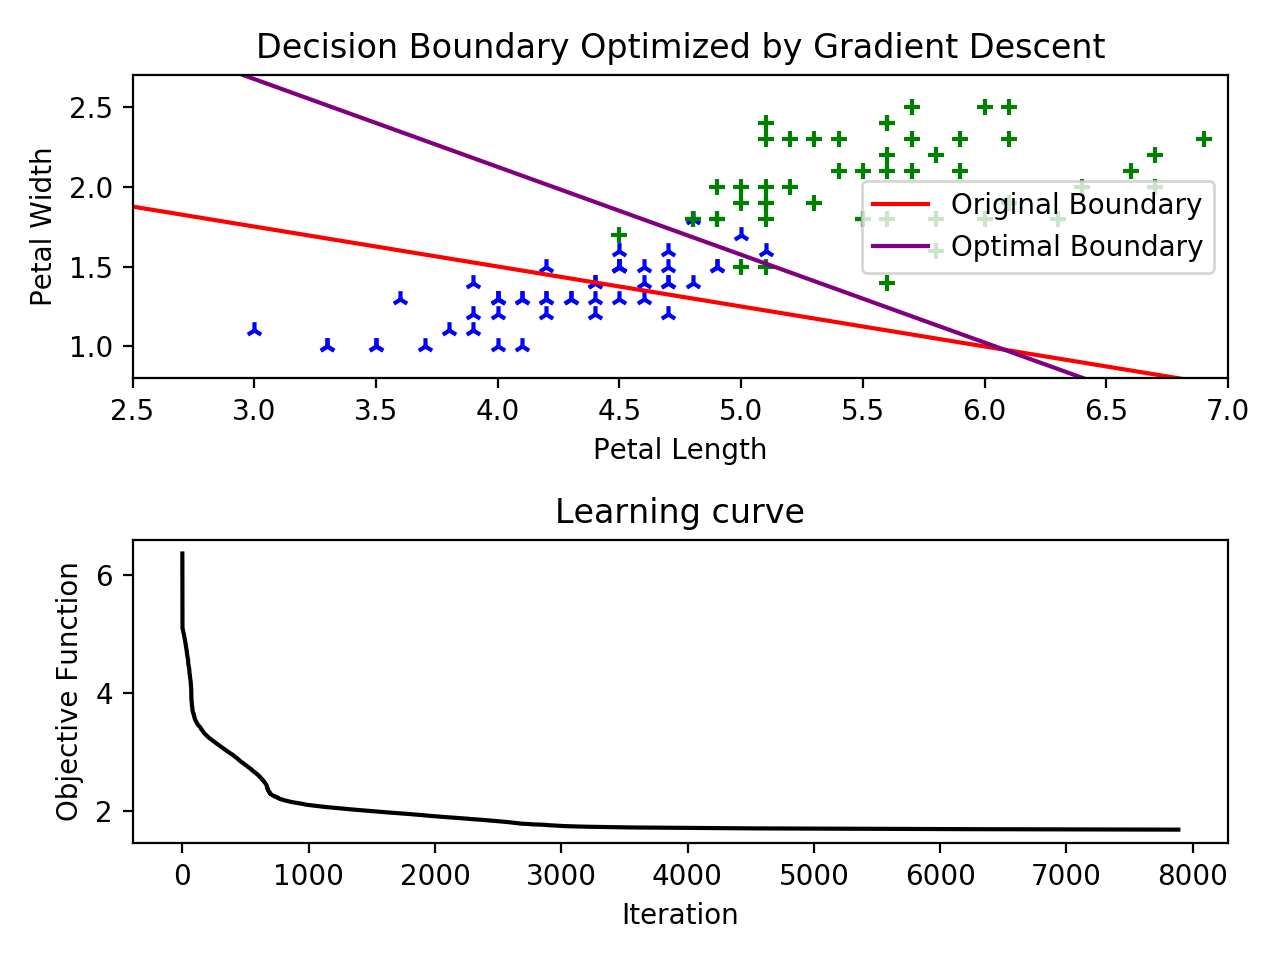 Decision Boundary Optimized by Gradient Descent
Petal Width
2.5
2.0
1.5
1.0
Original Boundary
Optimal Boundary
2.5 3.0 3.5 4.0 4.5 5.0 5.5 6.0 6.5 7.0
Petal Length
Learning curve
Objective Function
6
4
2
0 1000 2000 3000 4000 5000 6000 7000 8000
Iteration